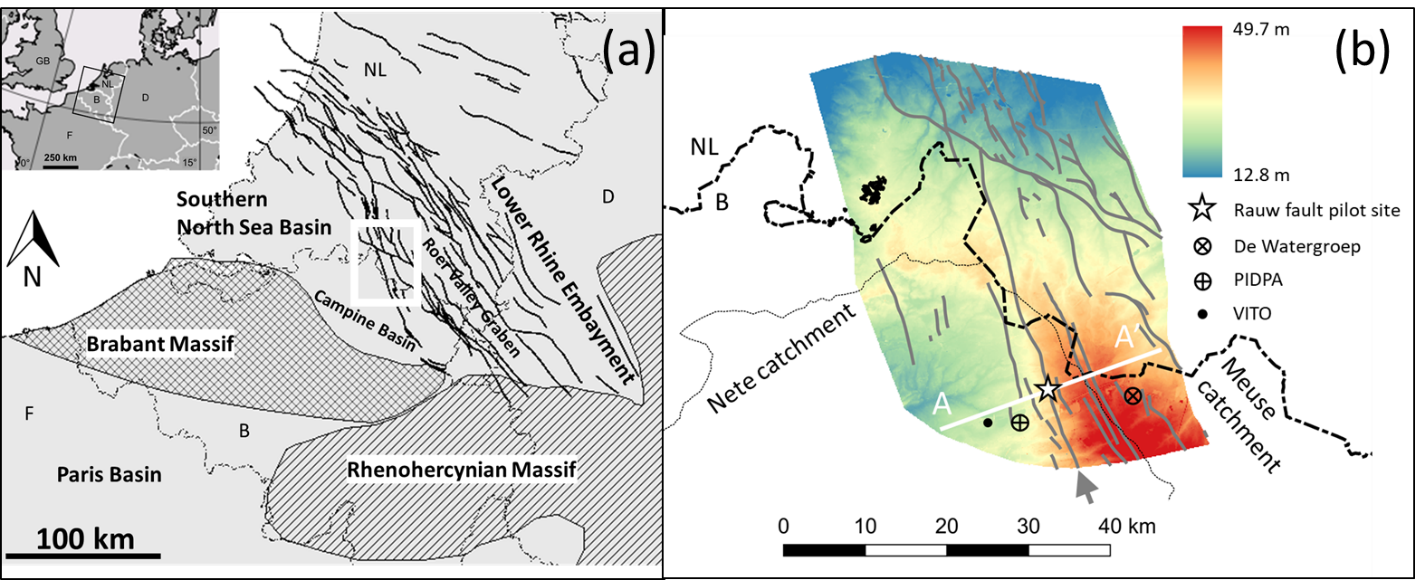 (a)
GB
NL
B
D
F
50°
0°
15°
250 km
NL
D
Southern
North Sea Basin
Lower Rhine Embayment
Roer Valley Graben
Campine Basin
Brabant Massif
N
F
B
Paris Basin
Rhenohercynian Massif
100 km
(b)
49.7 m
12.8 m
Rauw fault pilot site
De Watergroep
PIDPA
VITO
NL
B
Nete catchment
Meuse
catchment
A
A'
0 10 20 30 40 km